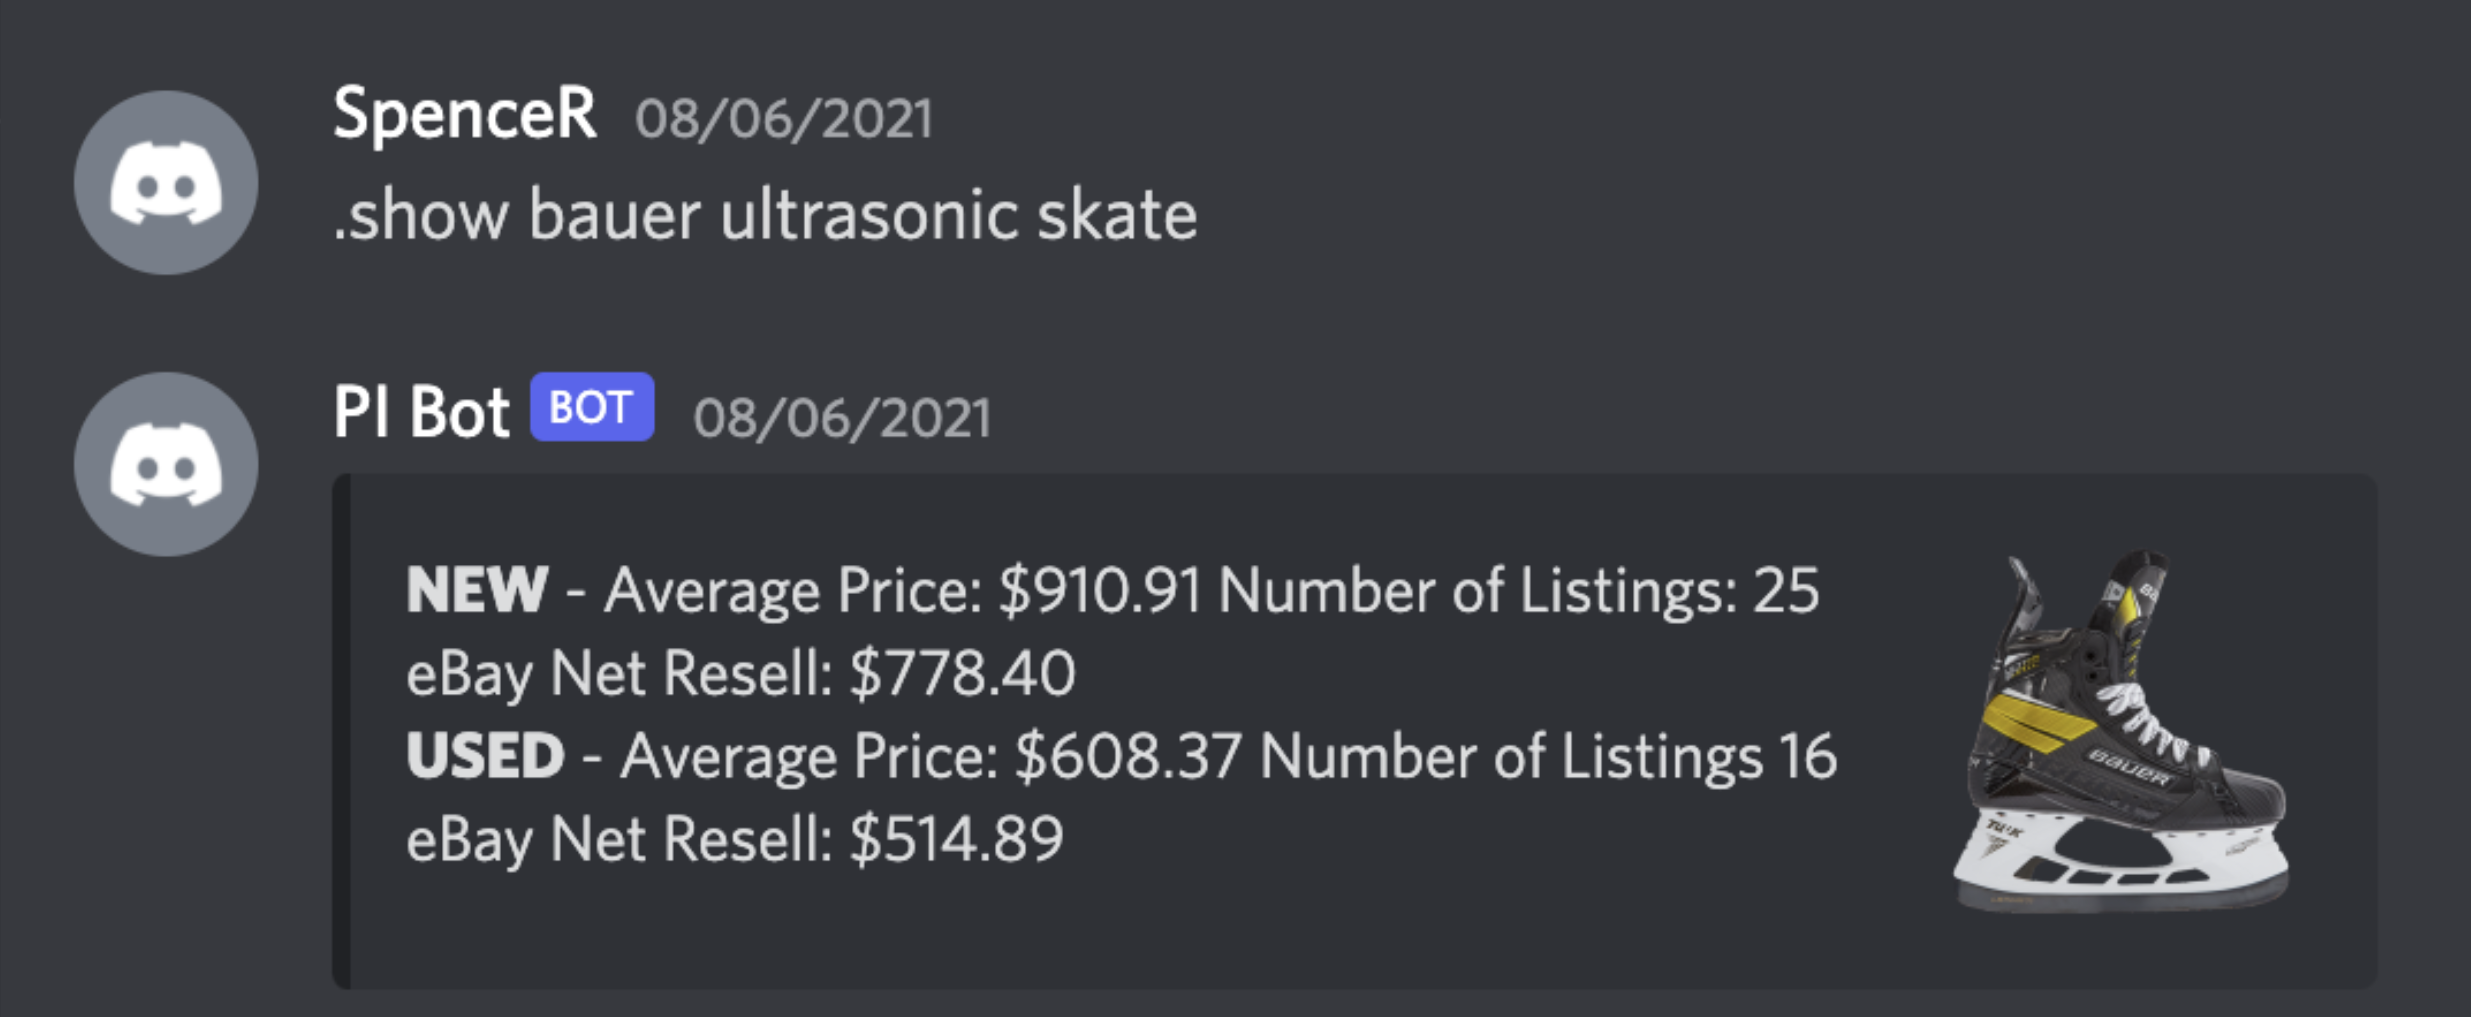 SpenceR 08/06/2021
.show bauer ultrasonic skate
PI Bot BOT 08/06/2021
NEW - Average Price: $910.91 Number of Listings: 25
eBay Net Resell: $778.40
USED - Average Price: $608.37 Number of Listings 16
eBay Net Resell: $514.89
BAUER